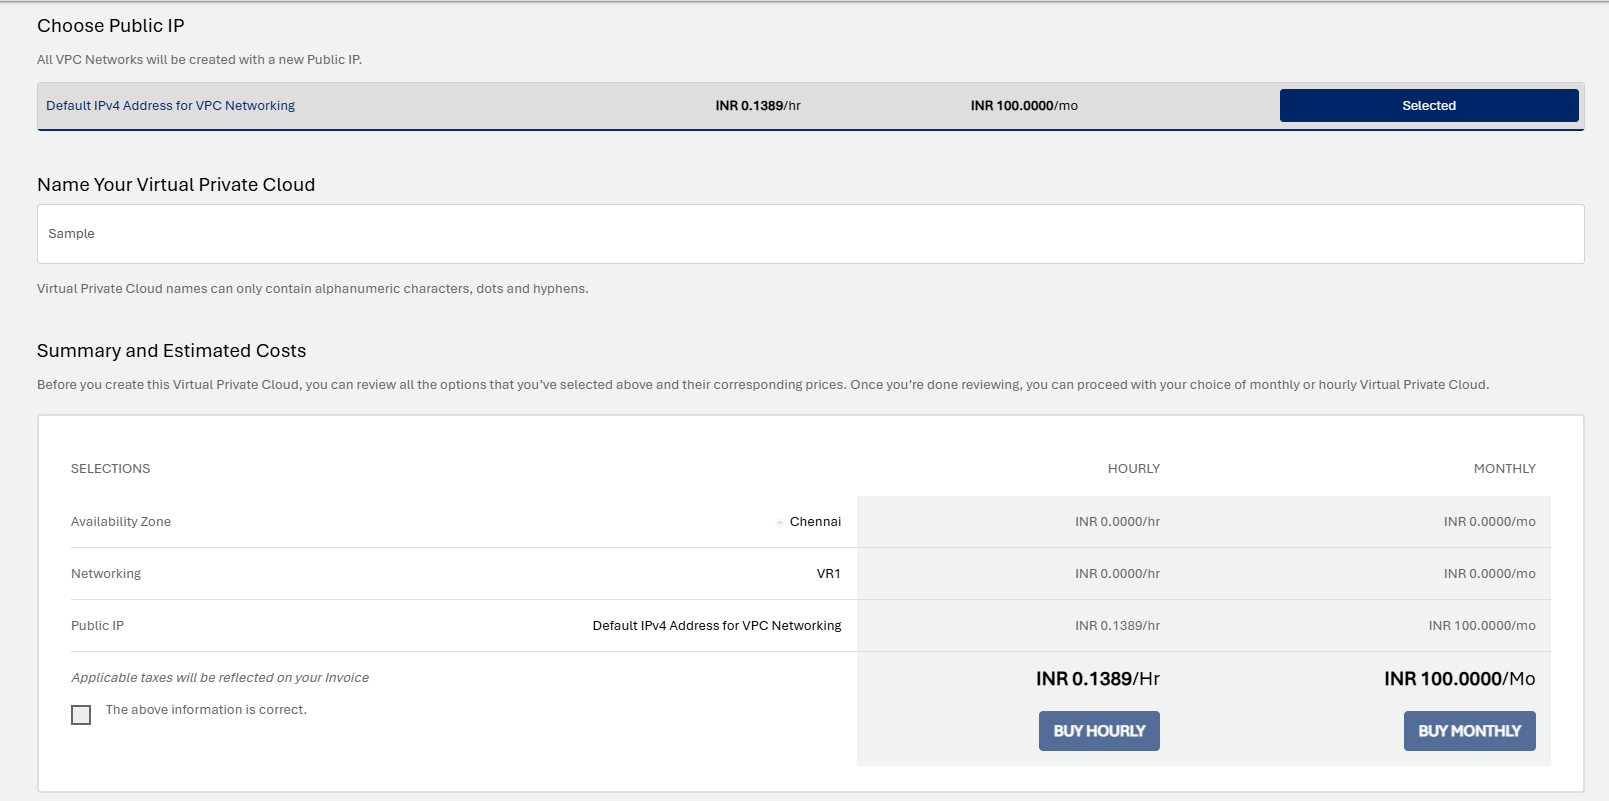 Choose Public IP
All VPC Networks will be created with a new Public IP.
Default IPv4 Address for VPC Networking INR 0.1389/hr INR 100.0000/mo Selected
Name Your Virtual Private Cloud
Sample
Virtual Private Cloud names can only contain alphanumeric characters, dots and hyphens.
Summary and Estimated Costs
Before you create this Virtual Private Cloud, you can review all the options that you've selected above and their corresponding prices. Once you're done reviewing, you can proceed with your choice of monthly or hourly Virtual Private Cloud.
SELECTIONS HOURLY MONTHLY
Availability Zone Chennai INR 0.0000/hr INR 0.0000/mo
Networking VR1 INR 0.0000/hr INR 0.0000/mo
Public IP Default IPv4 Address for VPC Networking INR 0.1389/hr INR 100.0000/mo
Applicable taxes will be reflected on your Invoice INR 0.1389/Hr INR 100.0000/Mo
The above information is correct.
BUY HOURLY BUY MONTHLY